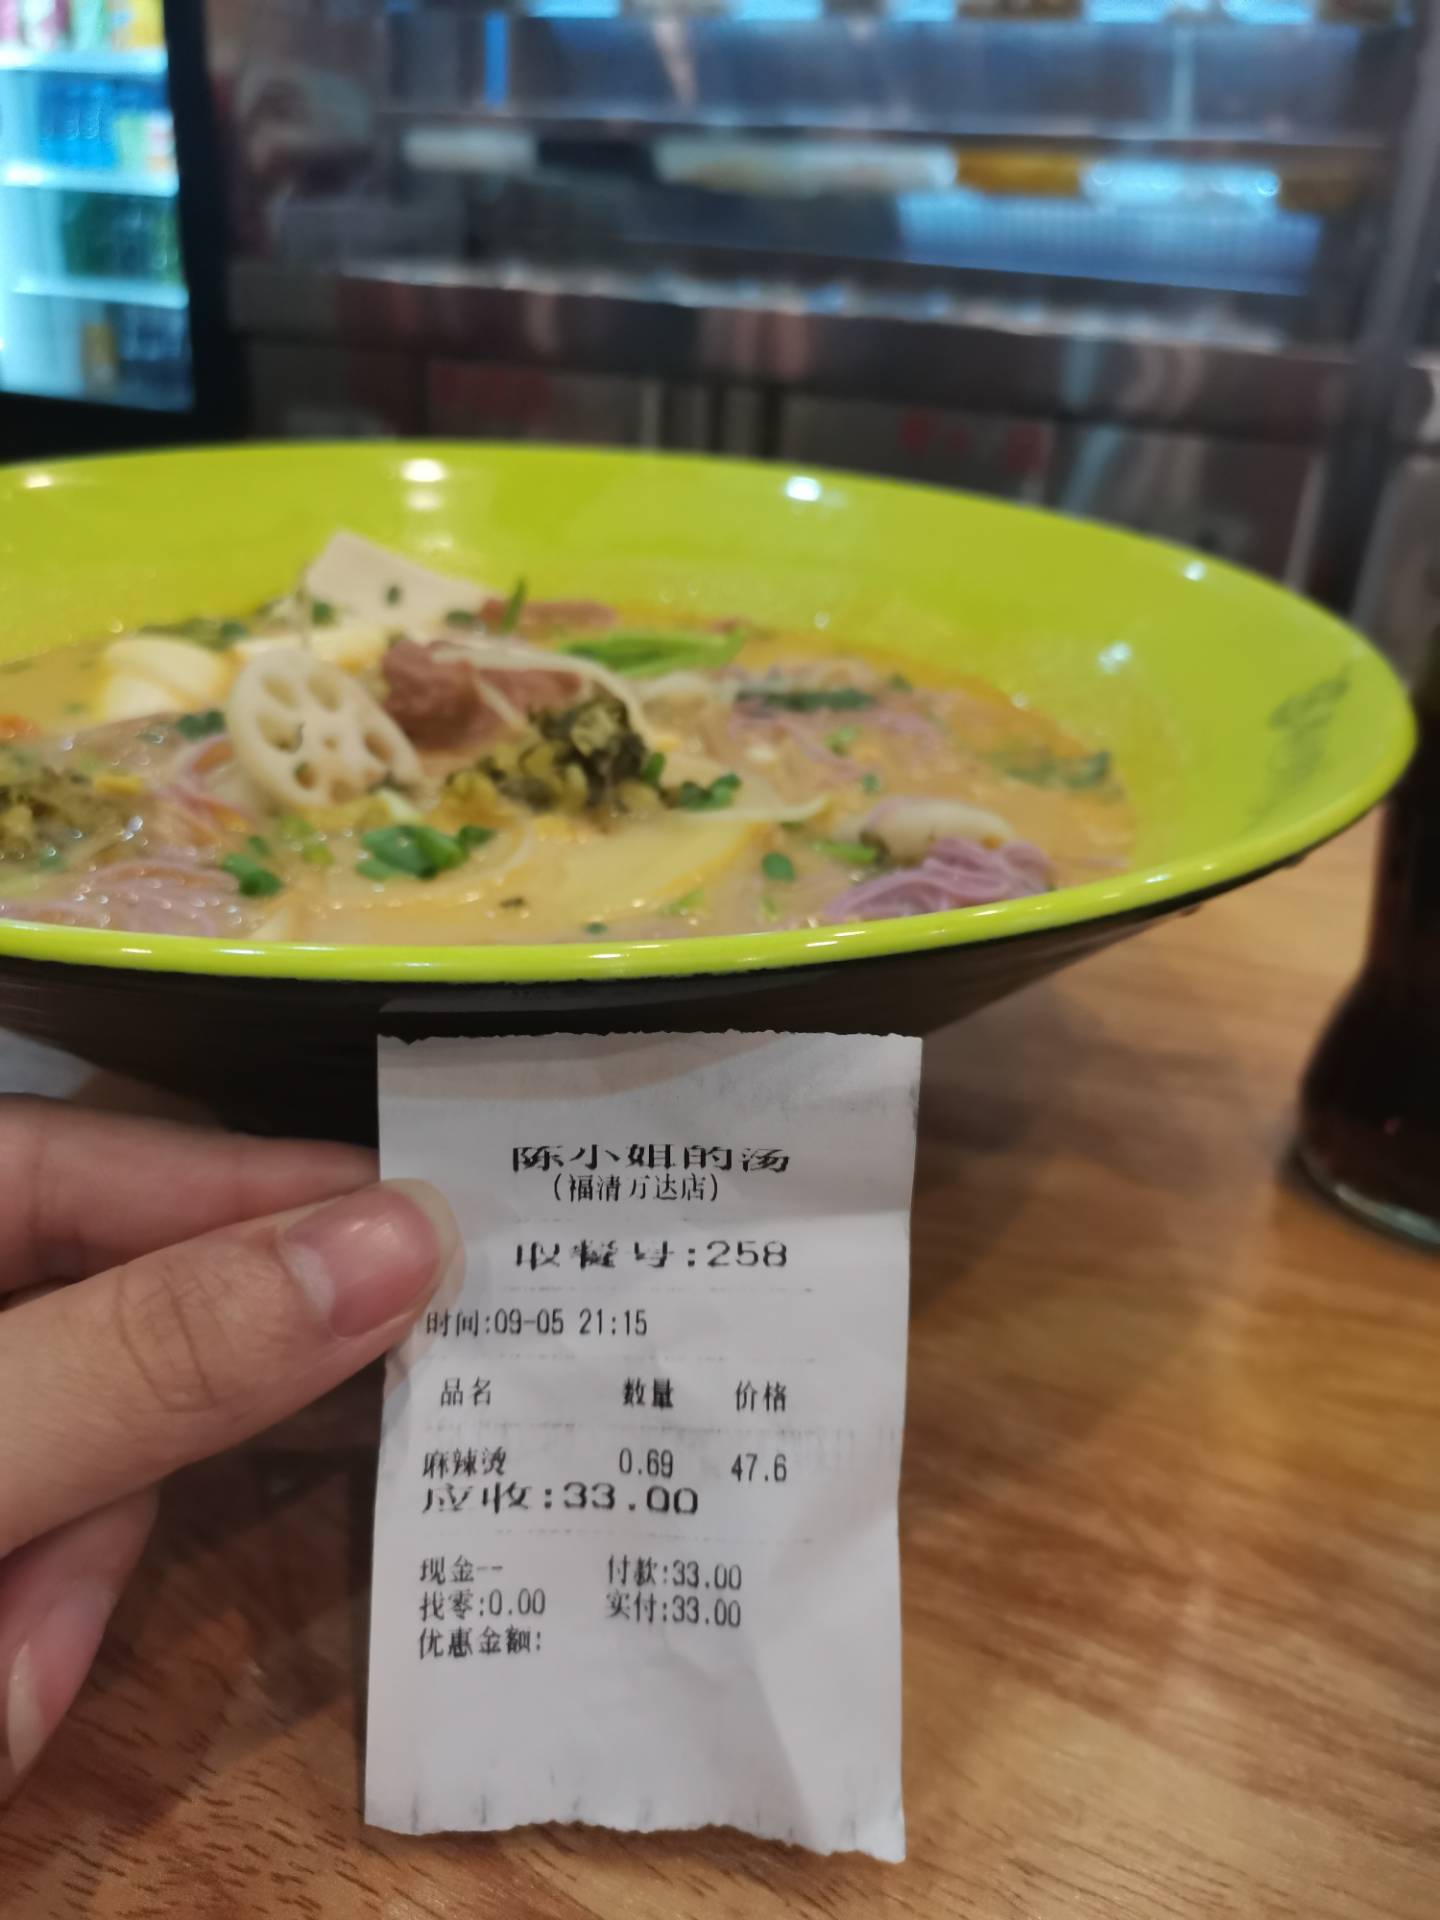 陈小姐的汤
(福清万达店)
取餐号:258
时间:09-05 21:15
品名 数量 价格
麻辣烫 0.69 47.6
应收:33.00
现金-- 付款:33.00
找零:0.00 实付:33.00
优惠金额: